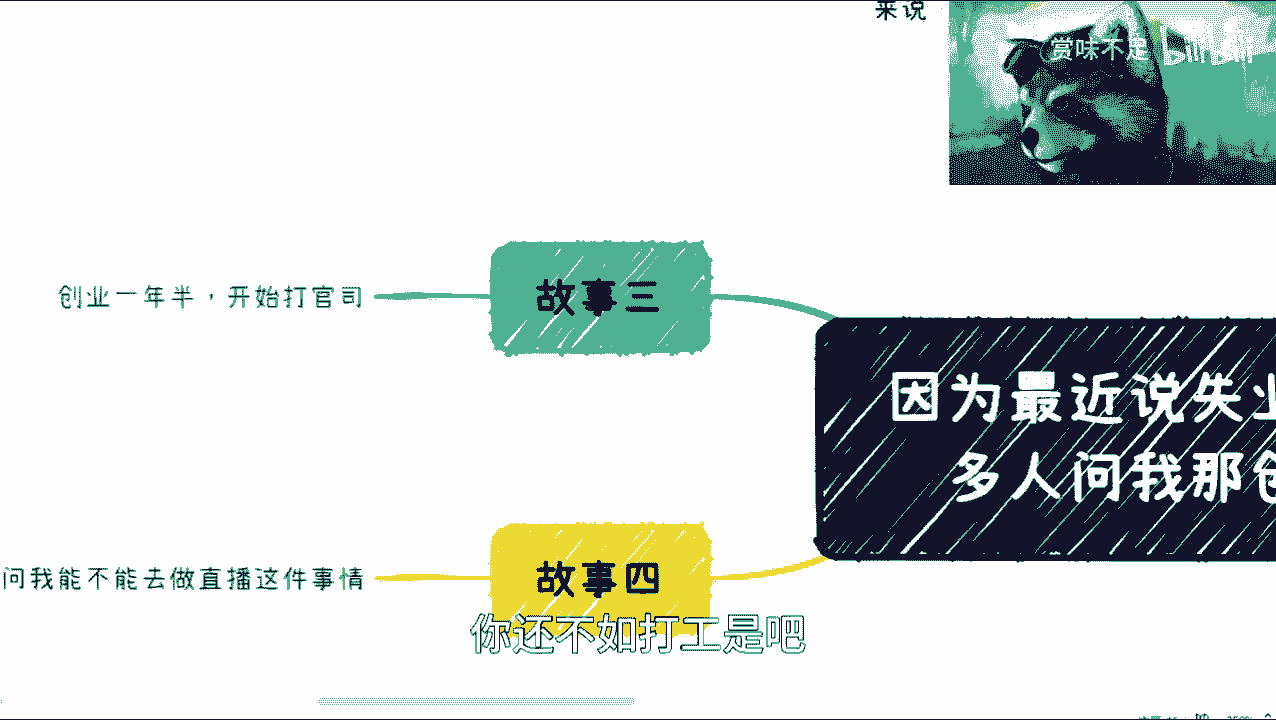 来说
赏味不足 bilibili
创业一年半，开始打官司
故事三
因为最近说失业
多人问我那创
问我能不能去做直播这件事情
故事四
你还不如打工是吧